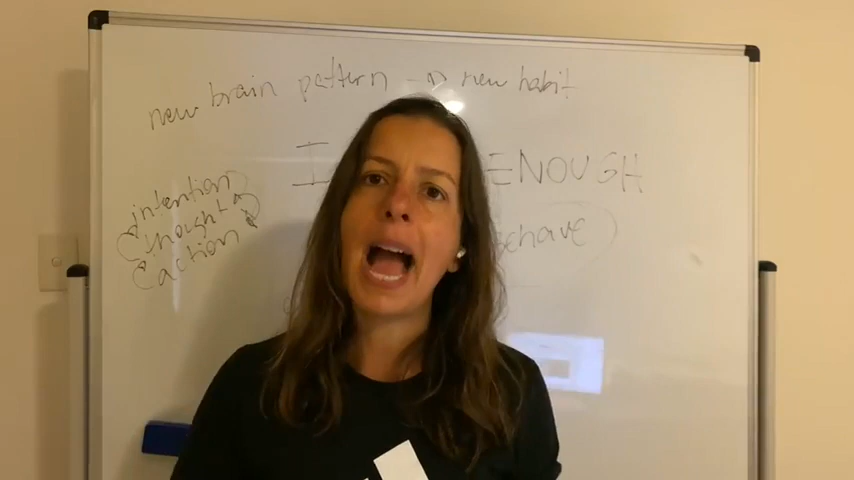 new brain pattern → new habit
I ENOUGH
intention
thought
action
behave